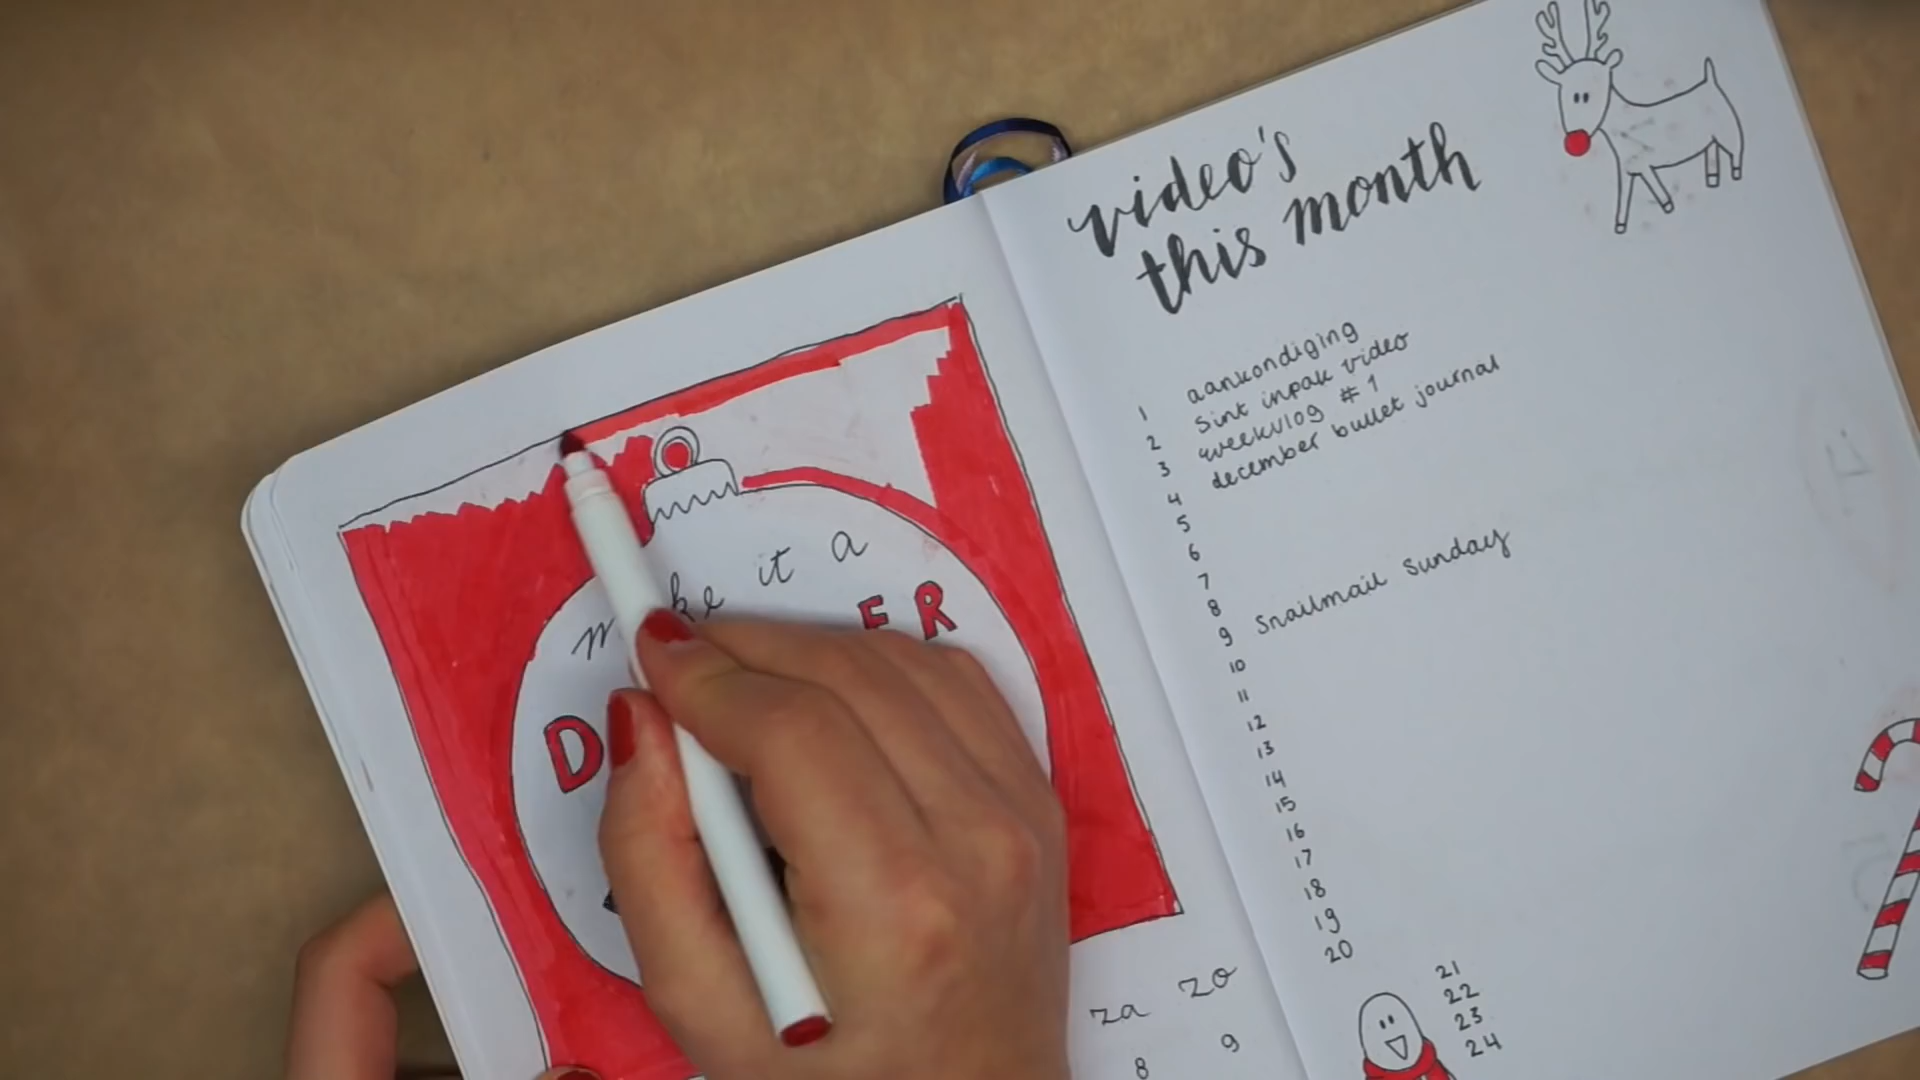 make it a
D ER
za zo
8 9
video's
this month
1 aankondiging
2 Sint inpak video
3 weekvlog #1
4 december bullet journal
5
6
7
8
9 Snailmail Sunday
10
11
12
13
14
15
16
17
18
19
20
21
22
23
24